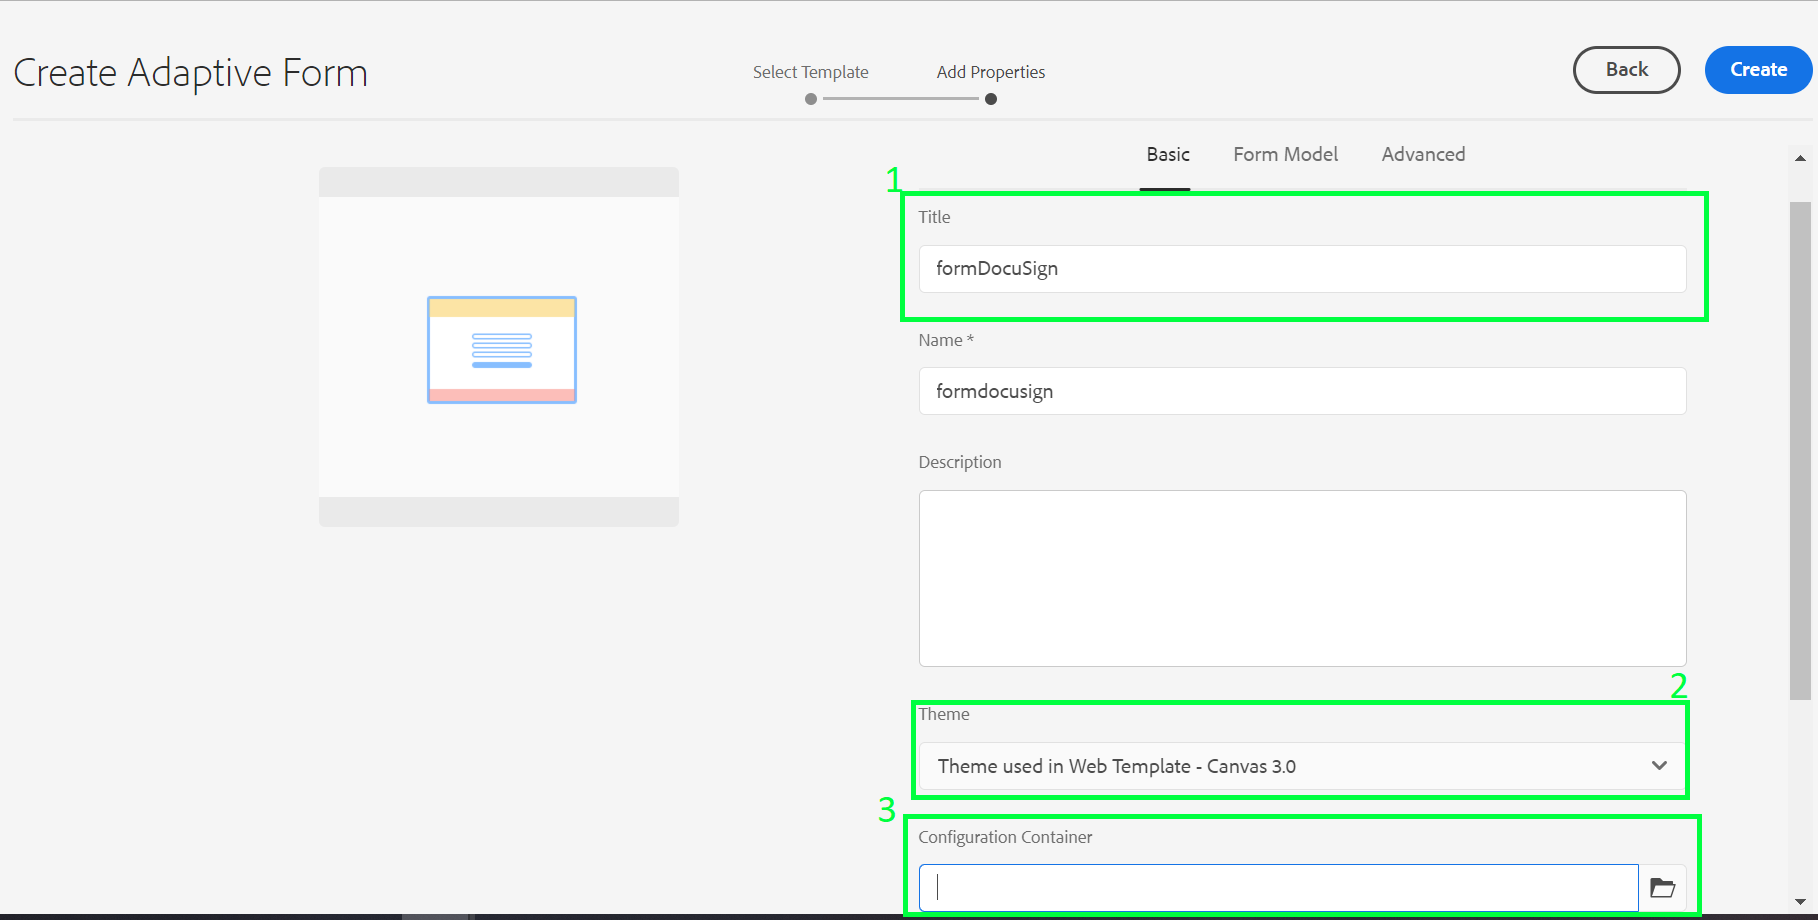 Create Adaptive Form
Select Template
Add Properties
Back
Create
Basic
Form Model
Advanced
1
Title
formDocuSign
Name *
formdocusign
Description
2
Theme
Theme used in Web Template - Canvas 3.0
3
Configuration Container